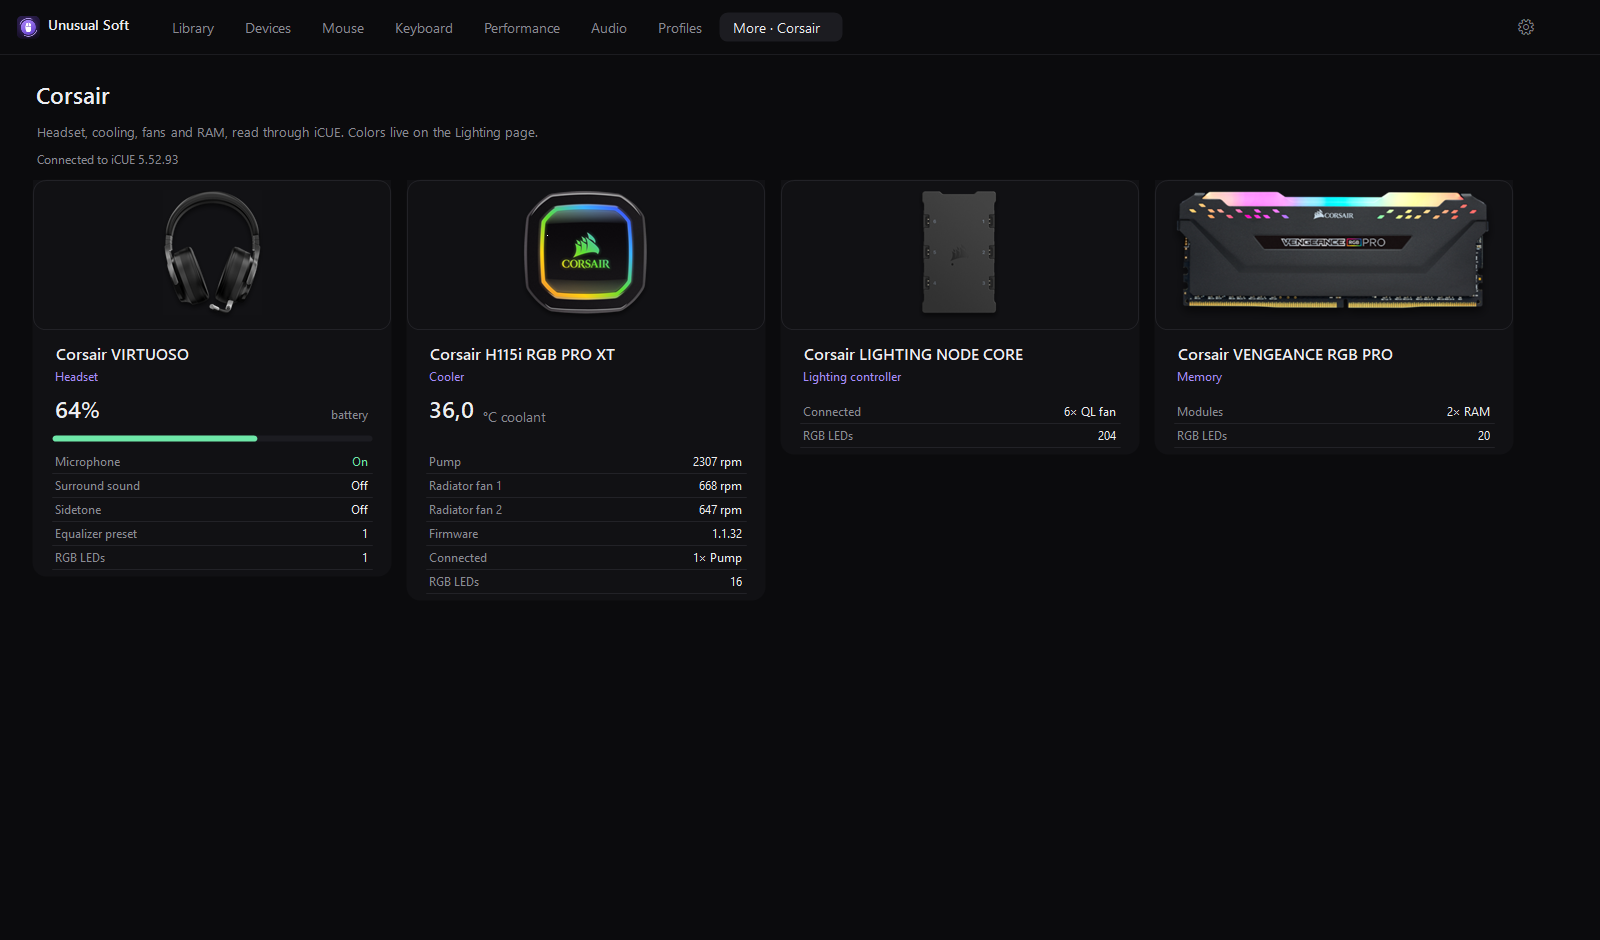 Unusual Soft
Library
Devices
Mouse
Keyboard
Performance
Audio
Profiles
More · Corsair
Corsair
Headset, cooling, fans and RAM, read through iCUE. Colors live on the Lighting page.
Connected to iCUE 5.52.93
CORSAIR
CORSAIR
VENGEANCE RGB PRO
Corsair VIRTUOSO
Headset
64%
battery
Microphone On
Surround sound Off
Sidetone Off
Equalizer preset 1
RGB LEDs 1
Corsair H115i RGB PRO XT
Cooler
36,0 °C coolant
Pump 2307 rpm
Radiator fan 1 668 rpm
Radiator fan 2 647 rpm
Firmware 1.1.32
Connected 1× Pump
RGB LEDs 16
Corsair LIGHTING NODE CORE
Lighting controller
Connected 6× QL fan
RGB LEDs 204
Corsair VENGEANCE RGB PRO
Memory
Modules 2× RAM
RGB LEDs 20